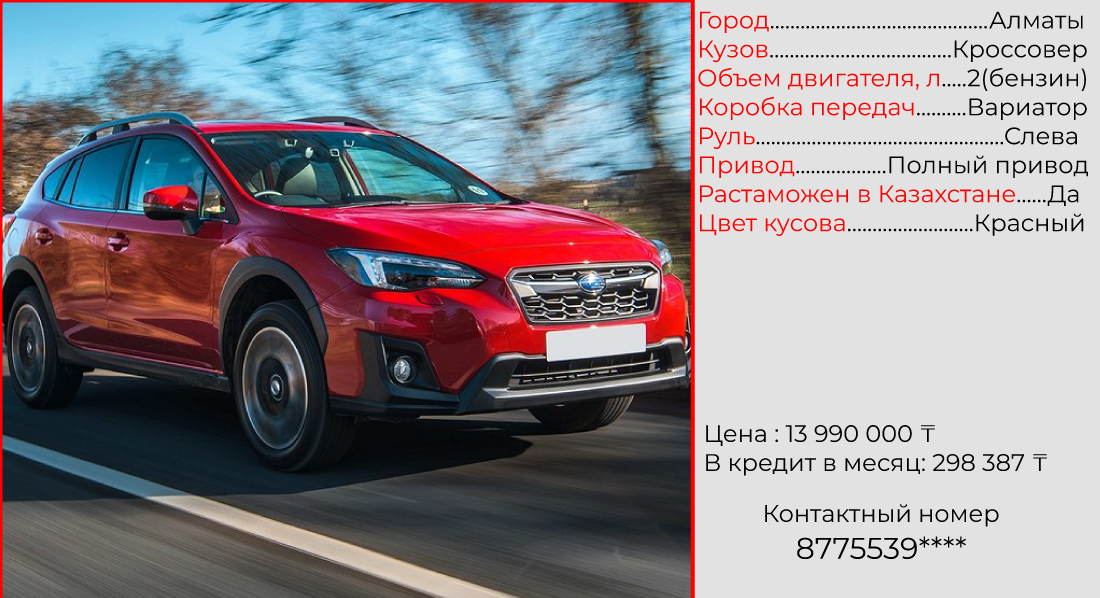 Город......................................Алматы
Кузов................................Кроссовер
Объем двигателя, л.....2(бензин)
Коробка передач..........Вариатор
Руль...........................................Слева
Привод...................Полный привод
Растаможен в Казахстане......Да
Цвет кусова........................Красный
Цена : 13 990 000 ₸
В кредит в месяц: 298 387 ₸
Контактный номер
8775539****